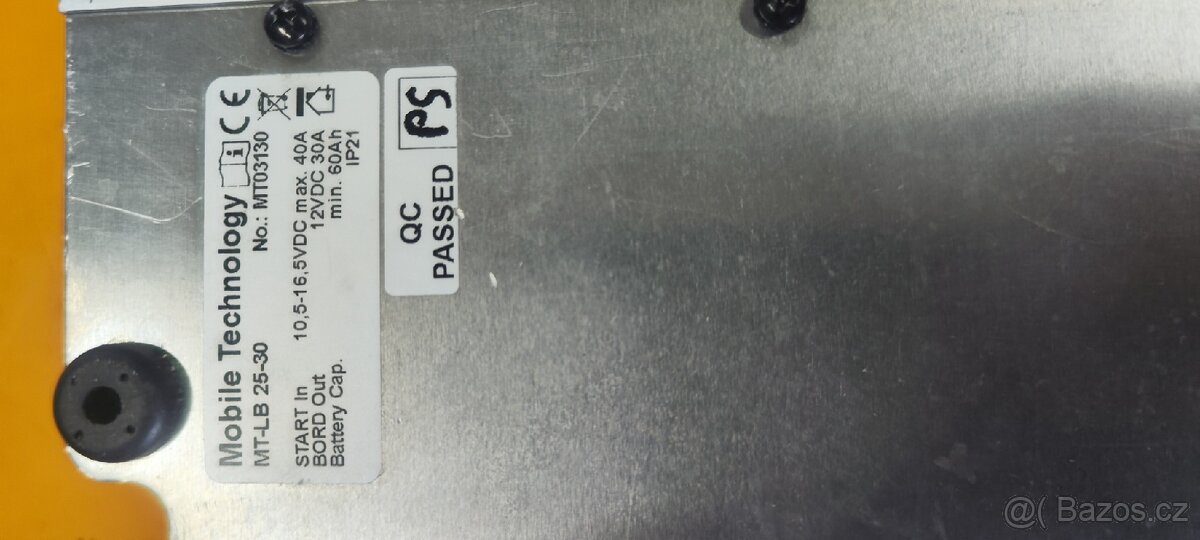 Mobile Technology
MT-LB 25-30 No.: MT03130
START In 10,5-16,5VDC max. 40A
BORD Out 12VDC 30A
Battery Cap. min. 60Ah
IP21
QC
PASSED
PS
@( Bazos.cz